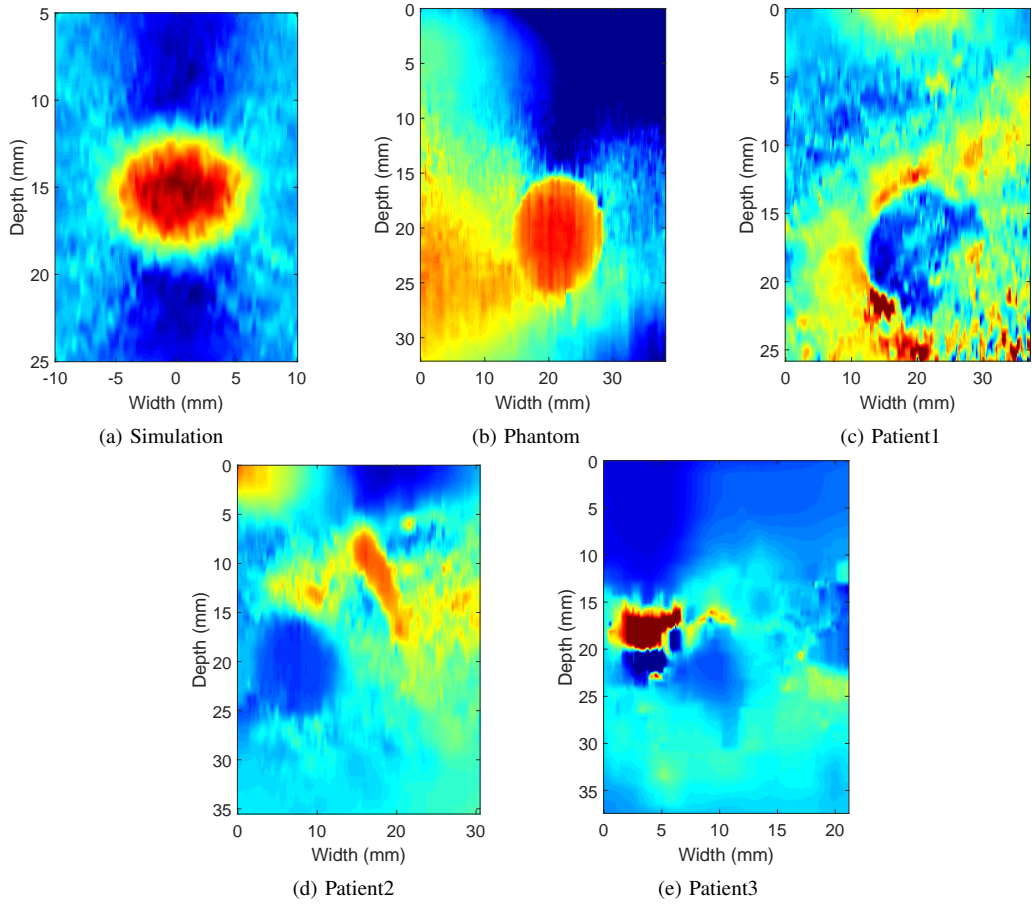 5
10
15
20
25
Depth (mm)
-10 -5 0 5 10
Width (mm)
(a) Simulation
0
5
10
15
20
25
30
Depth (mm)
0 10 20 30
Width (mm)
(b) Phantom
0
5
10
15
20
25
Depth (mm)
0 10 20 30
Width (mm)
(c) Patient1
0
5
10
15
20
25
30
35
Depth (mm)
0 10 20 30
Width (mm)
(d) Patient2
0
5
10
15
20
25
30
35
Depth (mm)
0 5 10 15 20
Width (mm)
(e) Patient3